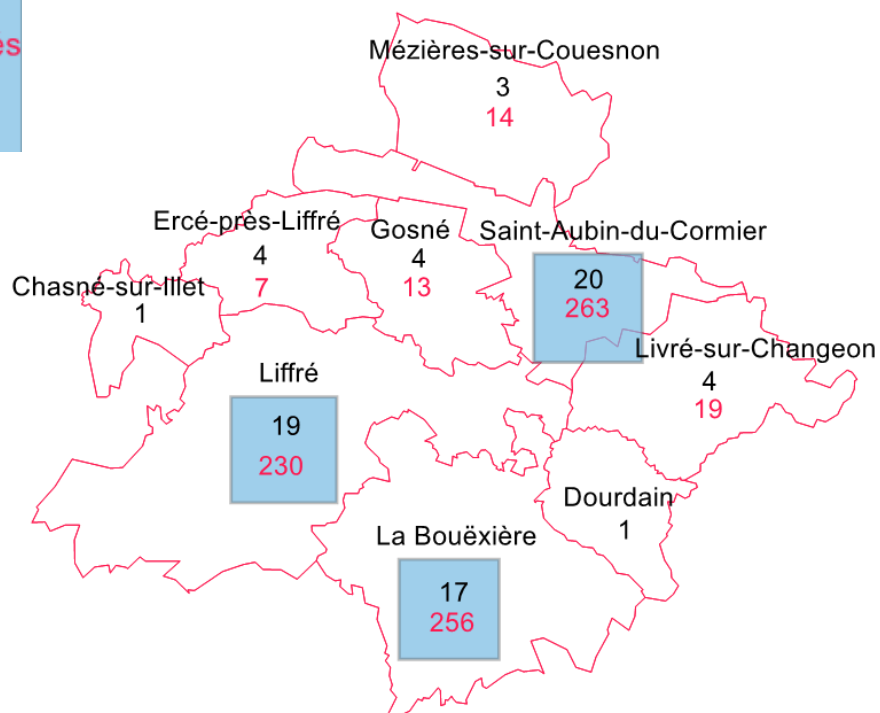 Mézières-sur-Couesnon
3
14
Ercé-près-Liffré
4
7
Gosné
4
13
Saint-Aubin-du-Cormier
20
263
Chasné-sur-Illet
1
Livré-sur-Changeon
4
19
Liffré
19
230
Dourdain
1
La Bouëxière
17
256